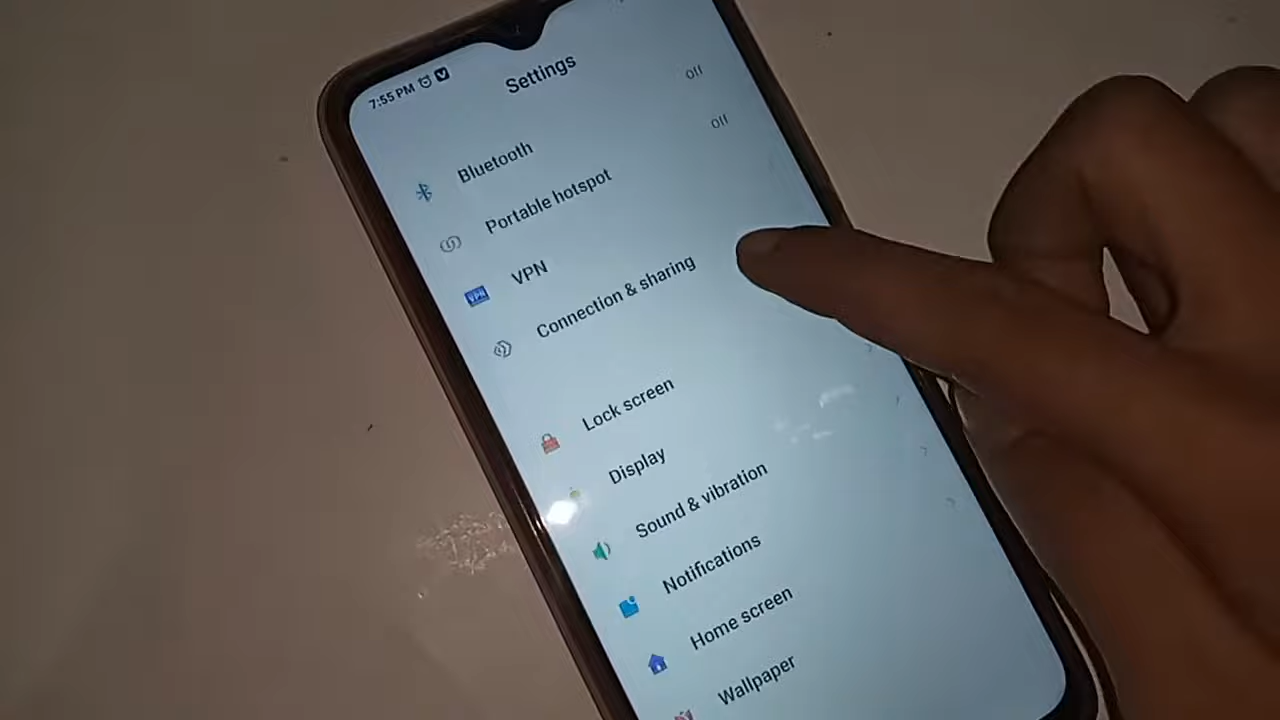 7:55 PM
Settings
Bluetooth
Off
Portable hotspot
Off
VPN
VPN
Connection & sharing
Lock screen
Display
Sound & vibration
Notifications
Home screen
Wallpaper